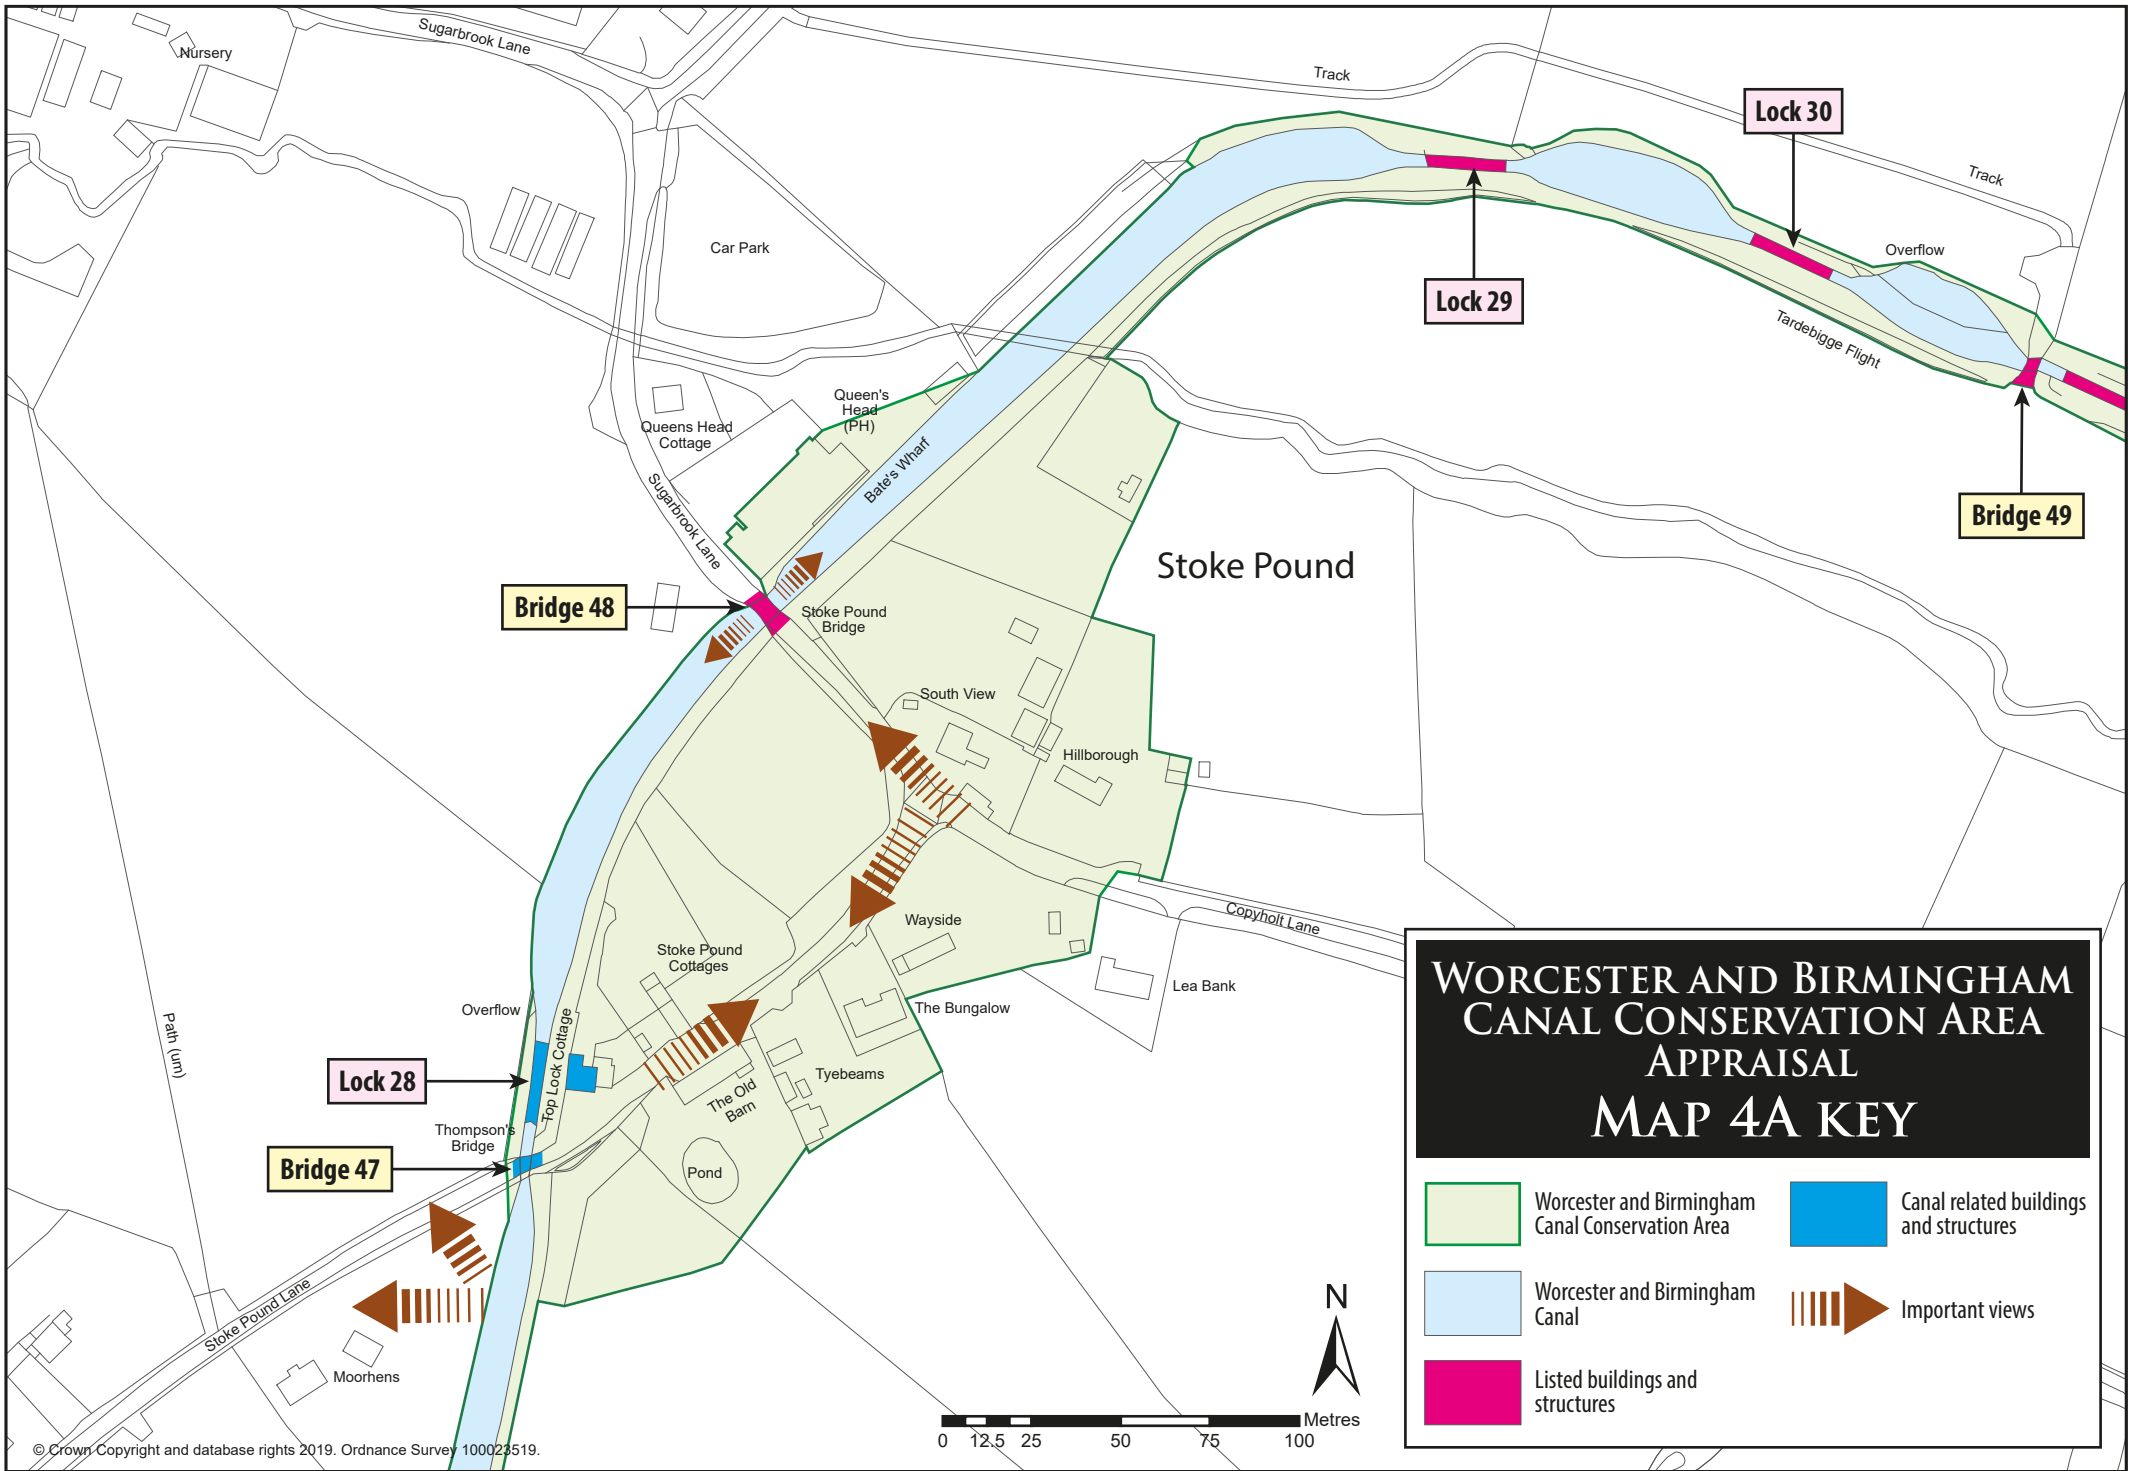 Sugarbrook Lane
Nursery
Track
Lock 30
Track
Car Park
Overflow
Lock 29
Tardebigge Flight
Queen's
Head
(PH)
Queens Head
Cottage
Bate's Wharf
Sugarbrook Lane
Bridge 49
Stoke Pound
Bridge 48
Stoke Pound
Bridge
South View
Hillborough
Copyholt Lane
Wayside
Stoke Pound
Cottages
Lea Bank
Overflow
The Bungalow
Path (um)
Top Lock Cottage
Lock 28
Tyebeams
The Old
Barn
Thompson's
Bridge
Bridge 47
Pond
Stoke Pound Lane
Moorhens
N
Metres
0 12.5 25 50 75 100
© Crown Copyright and database rights 2019. Ordnance Survey 100023519.
Worcester and Birmingham
Canal Conservation Area
Appraisal
Map 4A key
Worcester and Birmingham
Canal Conservation Area
Canal related buildings
and structures
Worcester and Birmingham
Canal
Important views
Listed buildings and
structures